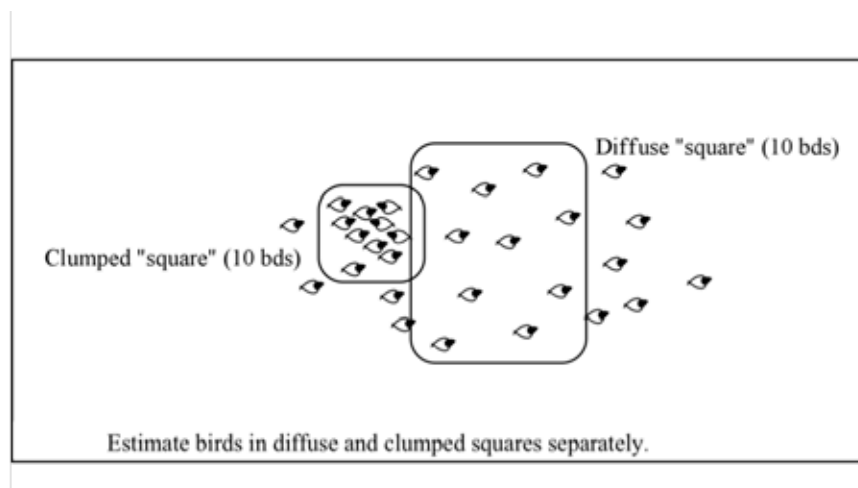 Diffuse "square" (10 bds)
Clumped "square" (10 bds)
Estimate birds in diffuse and clumped squares separately.